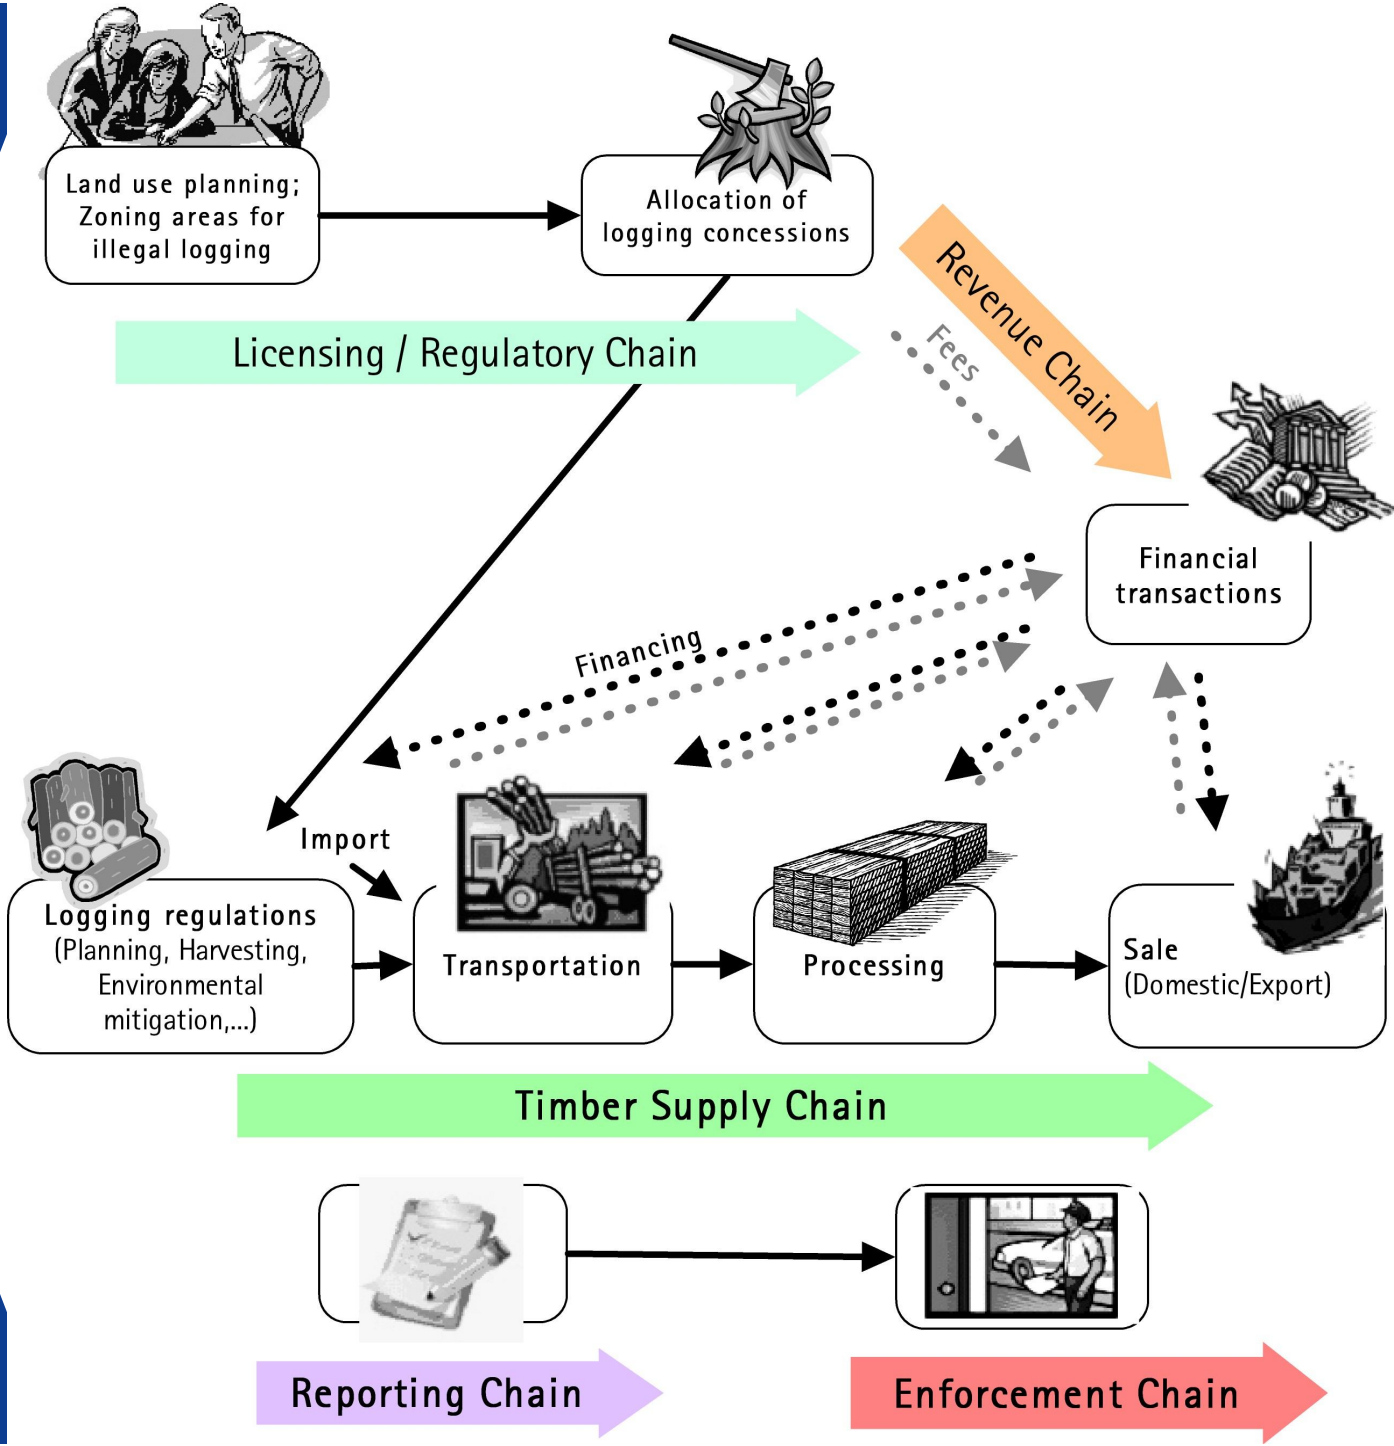 Land use planning;
Zoning areas for
illegal logging
Allocation of
logging concessions
Licensing / Regulatory Chain
Revenue Chain
Fees
Financial
transactions
Financing
Import
Logging regulations
(Planning, Harvesting,
Environmental
mitigation,...)
Transportation
Processing
Sale
(Domestic/Export)
Timber Supply Chain
Reporting Chain
Enforcement Chain